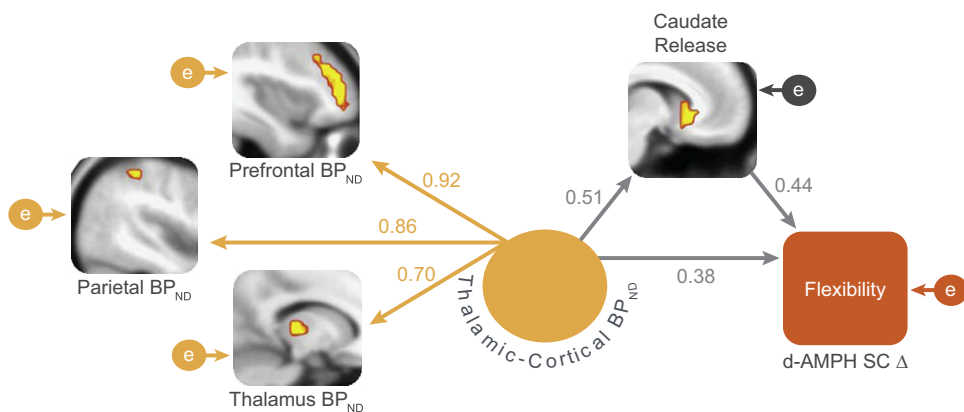 Caudate
Release
e
e
Prefrontal BPND
0.92
0.51
0.44
e
0.86
Parietal BPND
0.70
0.38
Thalamic-Cortical BPND
Flexibility
e
e
Thalamus BPND
d-AMPH SC Δ